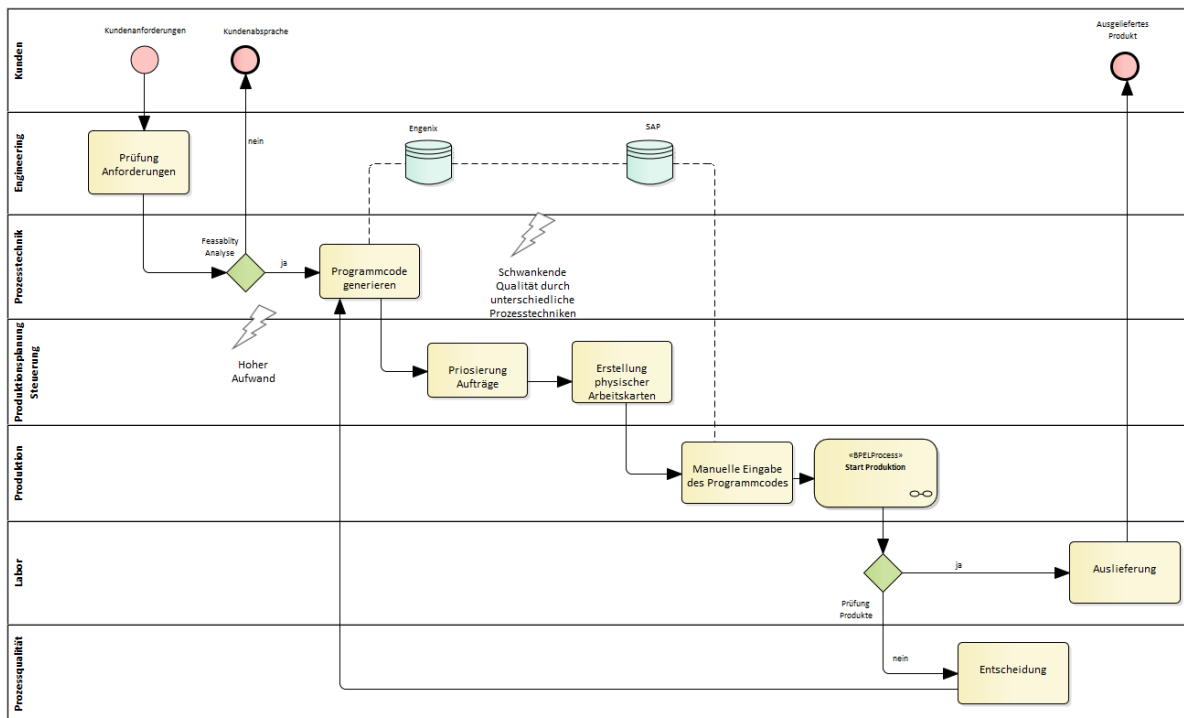 Kunden
Kundenanforderungen
Kundenabsprache
Ausgeliefertes
Produkt
nein
Engineering
Prüfung
Anforderungen
Engenix
SAP
Prozesstechnik
Feasablity
Analyse
ja
Programmcode
generieren
Schwankende
Qualität durch
unterschiedliche
Prozesstechniken
Hoher
Aufwand
Produktionsplanung
Steuerung
Priosierung
Aufträge
Erstellung
physischer
Arbeitskarten
Produktion
Manuelle Eingabe
des Programmcodes
«BPELProcess»
Start Produktion
Labor
ja
Auslieferung
Prüfung
Produkte
Prozessqualität
nein
Entscheidung